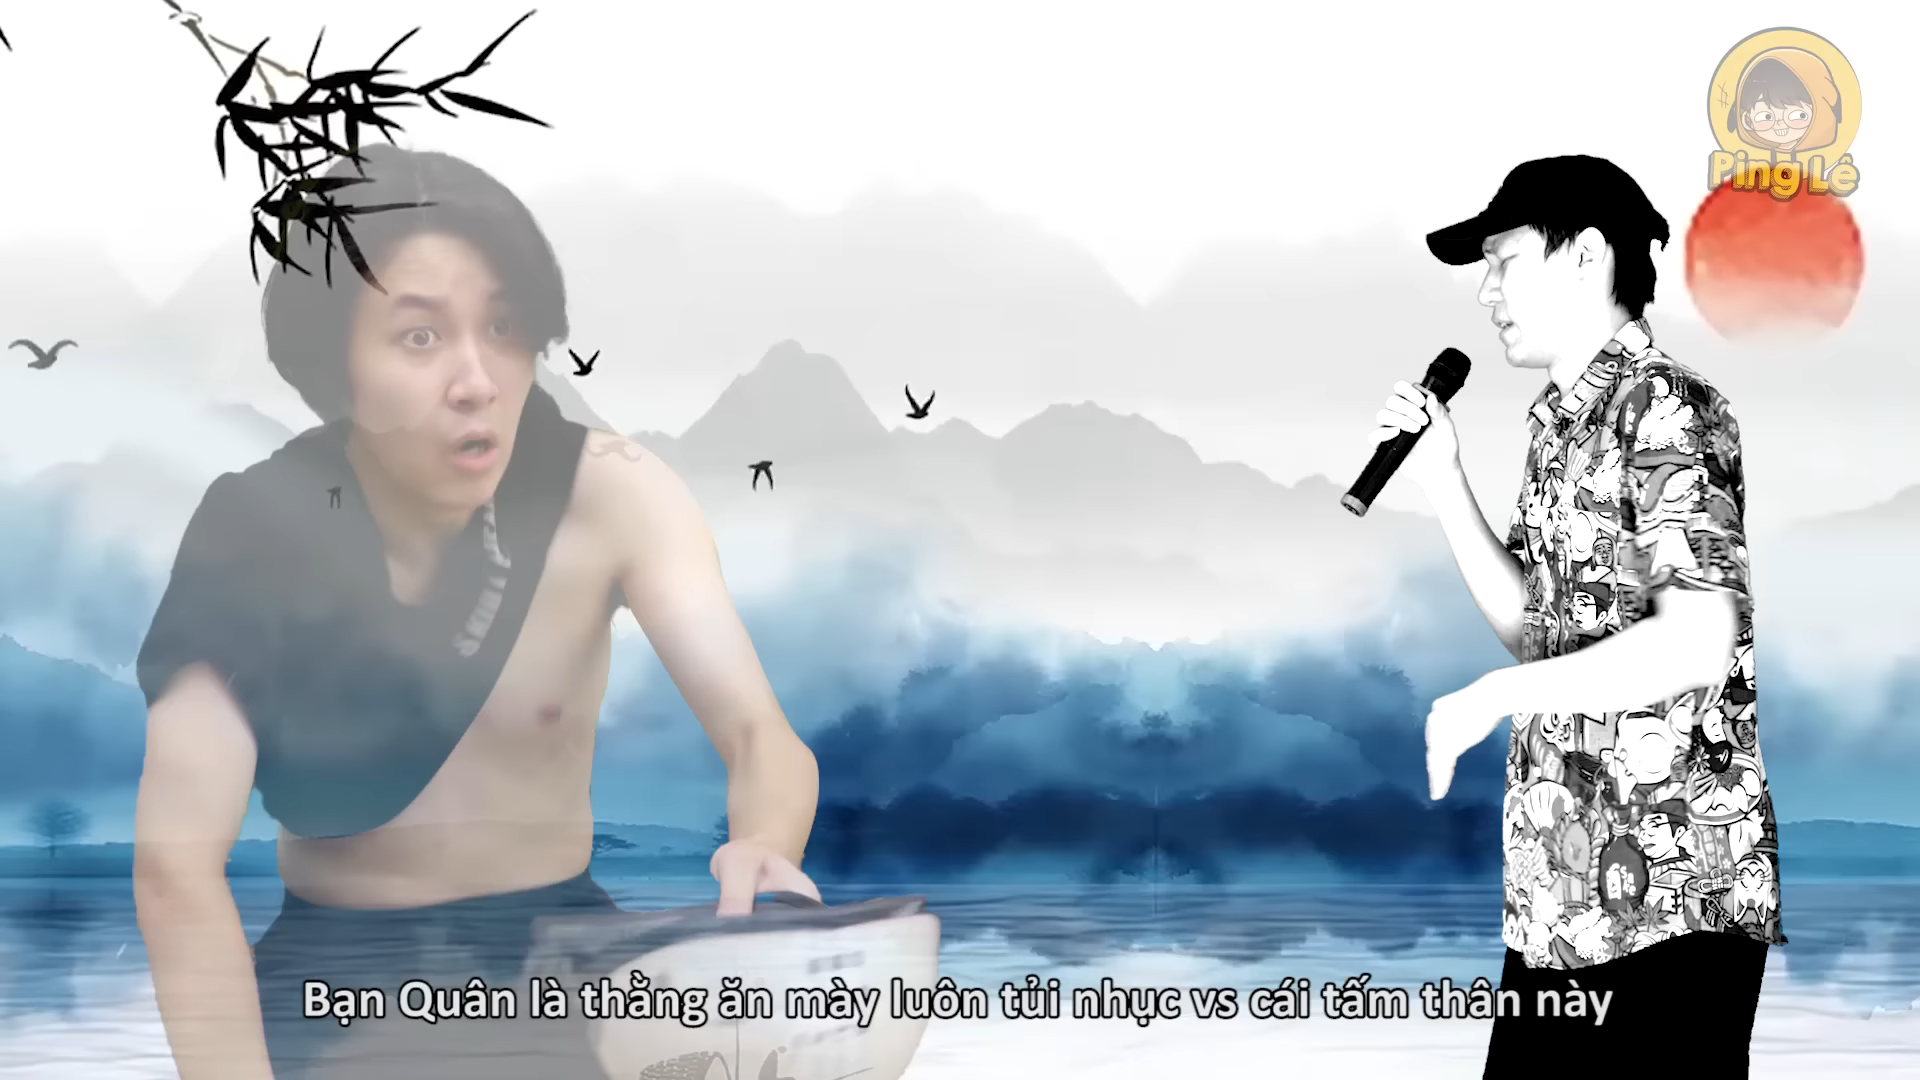 Ping Lê
Bạn Quân là thằng ăn mày luôn tủi nhục vs cái tấm thân này